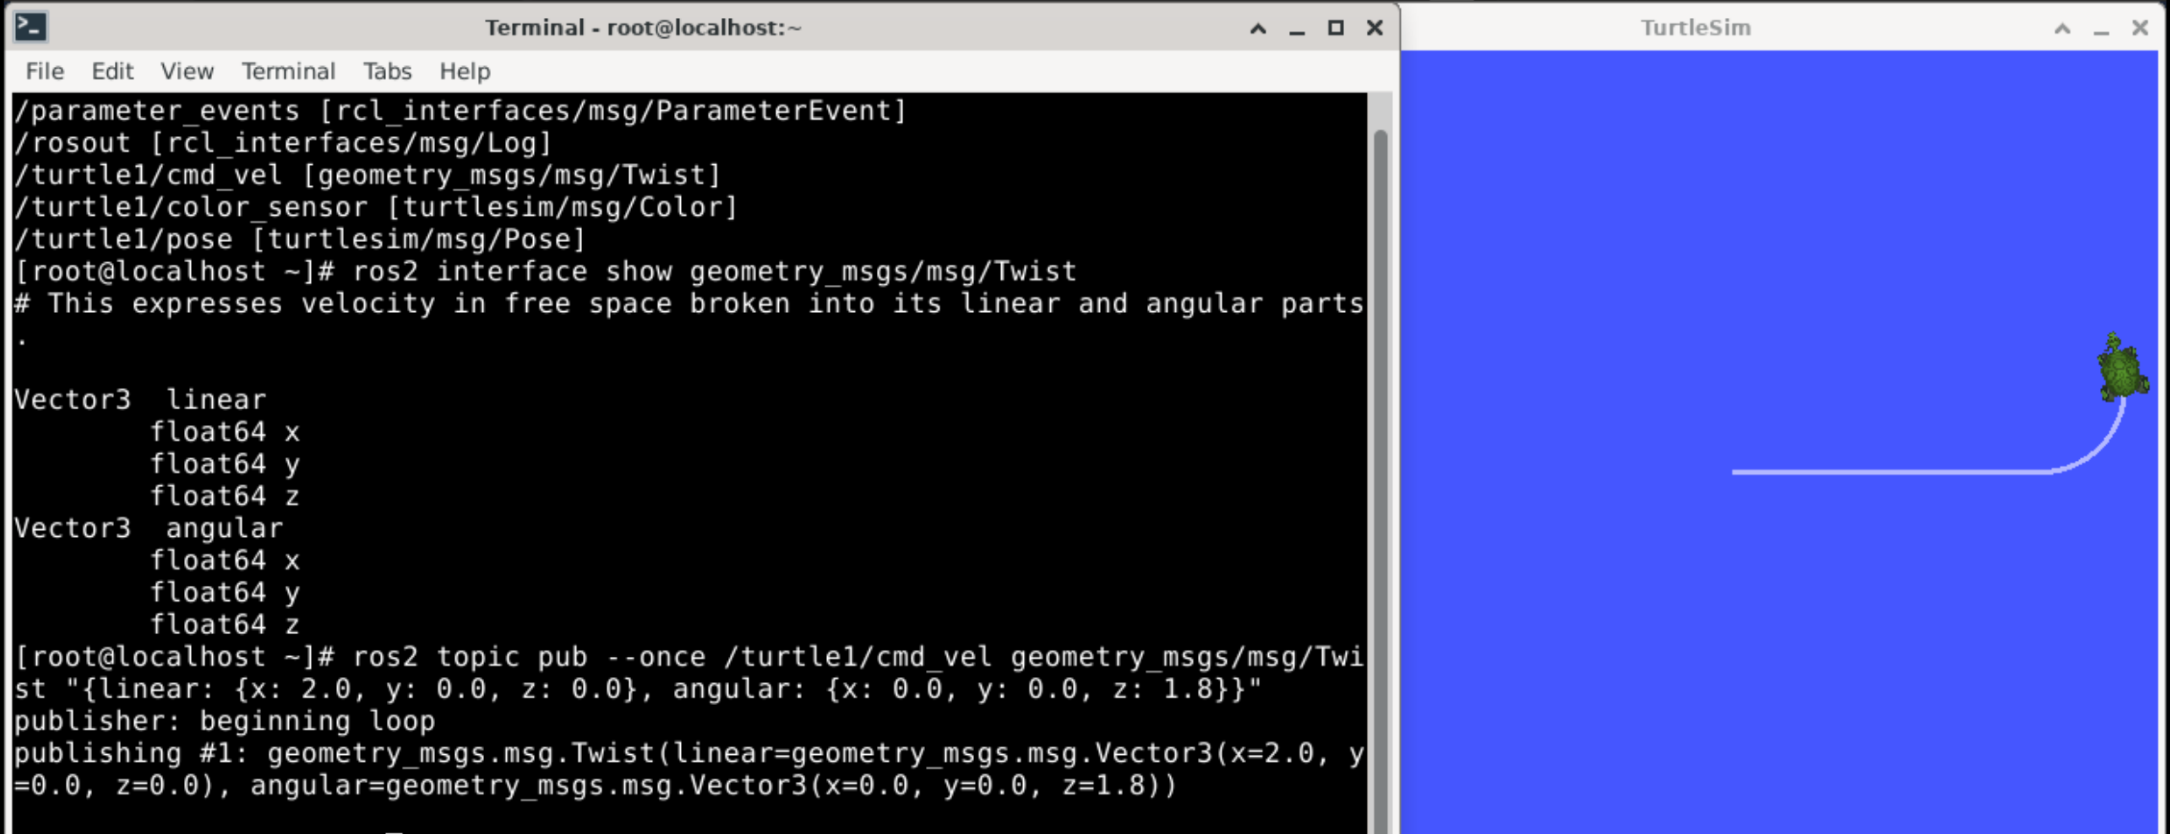 Terminal - root@localhost:~
TurtleSim
File Edit View Terminal Tabs Help
/parameter_events [rcl_interfaces/msg/ParameterEvent]
/rosout [rcl_interfaces/msg/Log]
/turtle1/cmd_vel [geometry_msgs/msg/Twist]
/turtle1/color_sensor [turtlesim/msg/Color]
/turtle1/pose [turtlesim/msg/Pose]
[root@localhost ~]# ros2 interface show geometry_msgs/msg/Twist
# This expresses velocity in free space broken into its linear and angular parts
.
Vector3  linear
        float64 x
        float64 y
        float64 z
Vector3  angular
        float64 x
        float64 y
        float64 z
[root@localhost ~]# ros2 topic pub --once /turtle1/cmd_vel geometry_msgs/msg/Twi
st "{linear: {x: 2.0, y: 0.0, z: 0.0}, angular: {x: 0.0, y: 0.0, z: 1.8}}"
publisher: beginning loop
publishing #1: geometry_msgs.msg.Twist(linear=geometry_msgs.msg.Vector3(x=2.0, y
=0.0, z=0.0), angular=geometry_msgs.msg.Vector3(x=0.0, y=0.0, z=1.8))